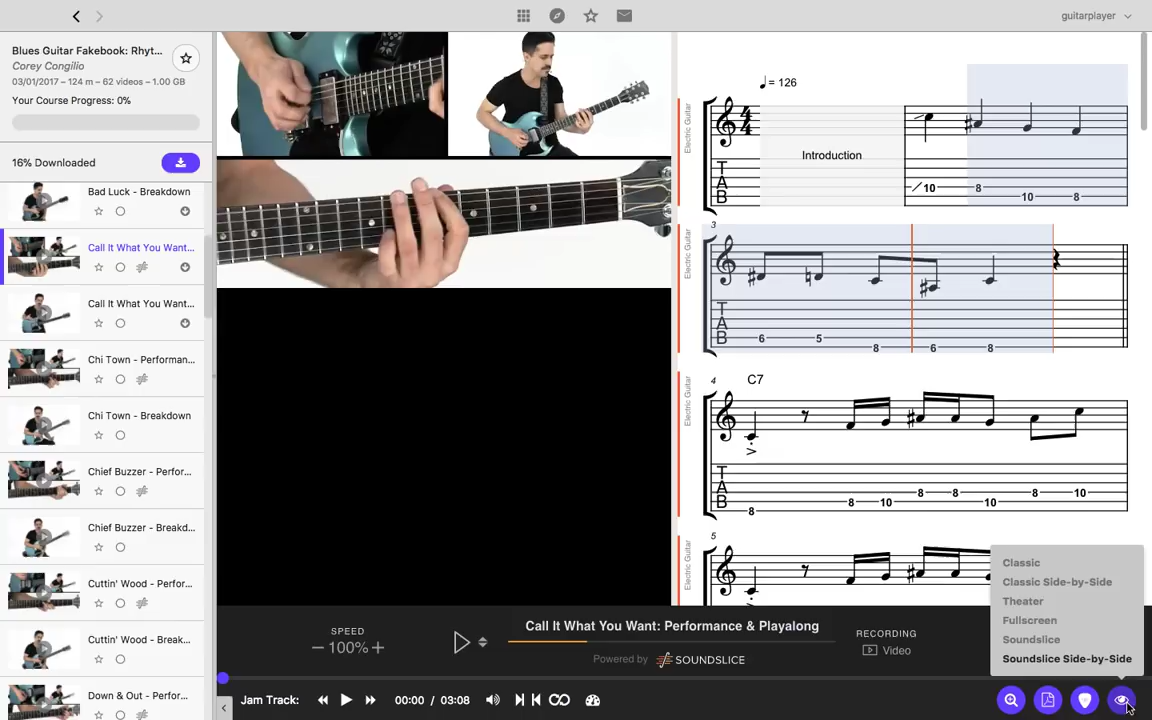 guitarplayer
Blues Guitar Fakebook: Rhyt...
Corey Congilio
03/01/2017 – 124 m – 62 videos – 1.00 GB
Your Course Progress: 0%
16% Downloaded
Bad Luck - Breakdown
Call It What You Want...
Call It What You Want...
Chi Town - Performan...
Chi Town - Breakdown
Chief Buzzer - Perfor...
Chief Buzzer - Breakd...
Cuttin' Wood - Perfor...
Cuttin' Wood - Break...
Down & Out - Perfor...
♩= 126
Electric Guitar
4
4
Introduction
T
A
B
10 8 10 8
3
Electric Guitar
T
A
B
6 5 8 6 8
4 C7
Electric Guitar
T
A
B
8 8 10 8 8 10 8 10
5
Electric Guitar
Classic
Classic Side-by-Side
Theater
Fullscreen
Soundslice
Soundslice Side-by-Side
SPEED
– 100% +
Call It What You Want: Performance & Playalong
Powered by SOUNDSLICE
RECORDING
Video
Jam Track: 00:00 / 03:08